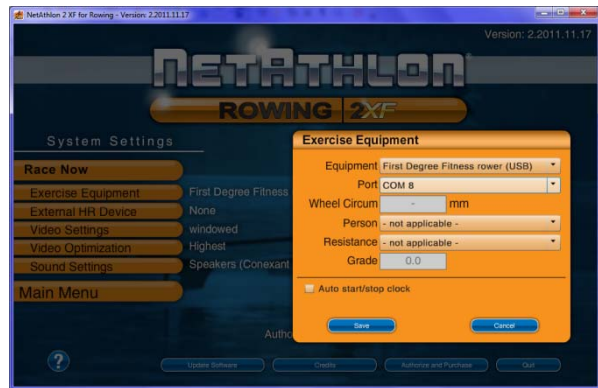 NetAthlon 2 XF for Rowing - Version: 2.2011.11.17
Version: 2.2011.11.17
NETATHLON
ROWING 2XF
System Settings
Race Now
Exercise Equipment First Degree Fitness
External HR Device None
Video Settings windowed
Video Optimization Highest
Sound Settings Speakers (Conexant
Main Menu
Exercise Equipment
Equipment First Degree Fitness rower (USB)
Port COM 8
Wheel Circum - mm
Person - not applicable -
Resistance - not applicable -
Grade 0.0
Auto start/stop clock
Save Cancel
Autho
? Update Software Credits Authorize and Purchase Quit